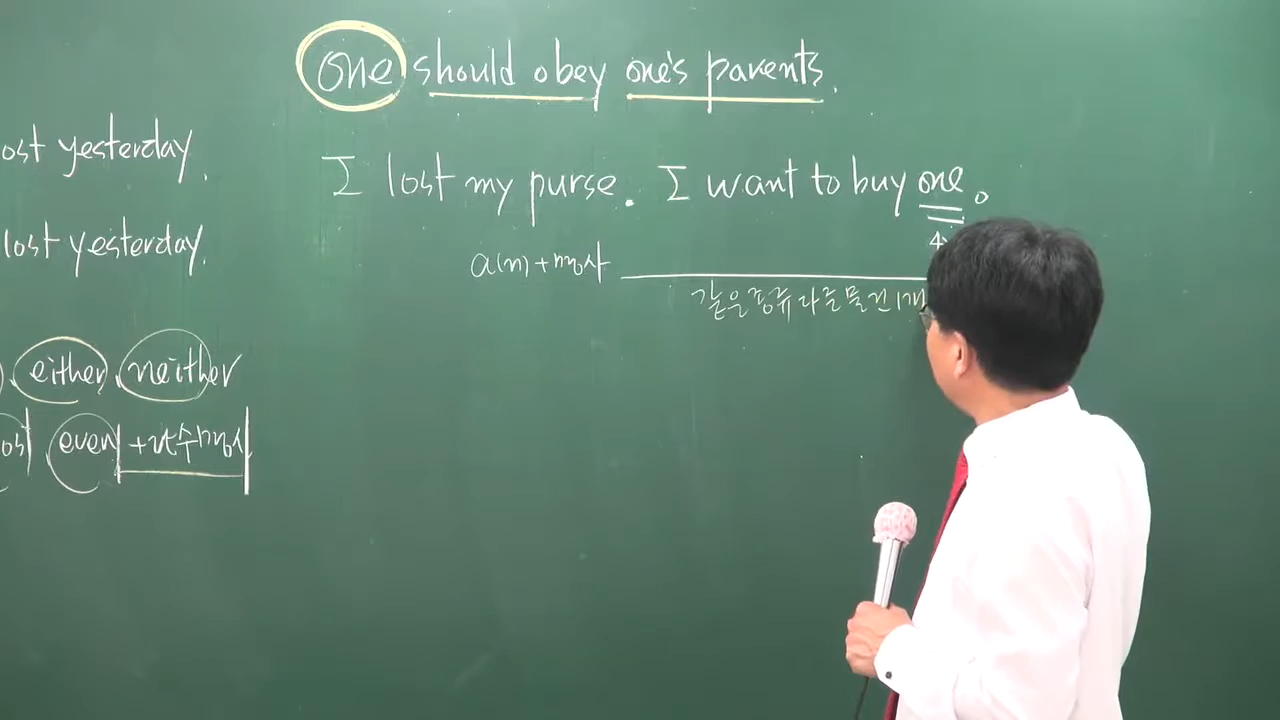 one should obey one's parents.
I lost my purse. I want to buy one.
a(n)+명사
같은종류 다른 물건 1개
ost yesterday.
lost yesterday.
either, neither
even +단수명사